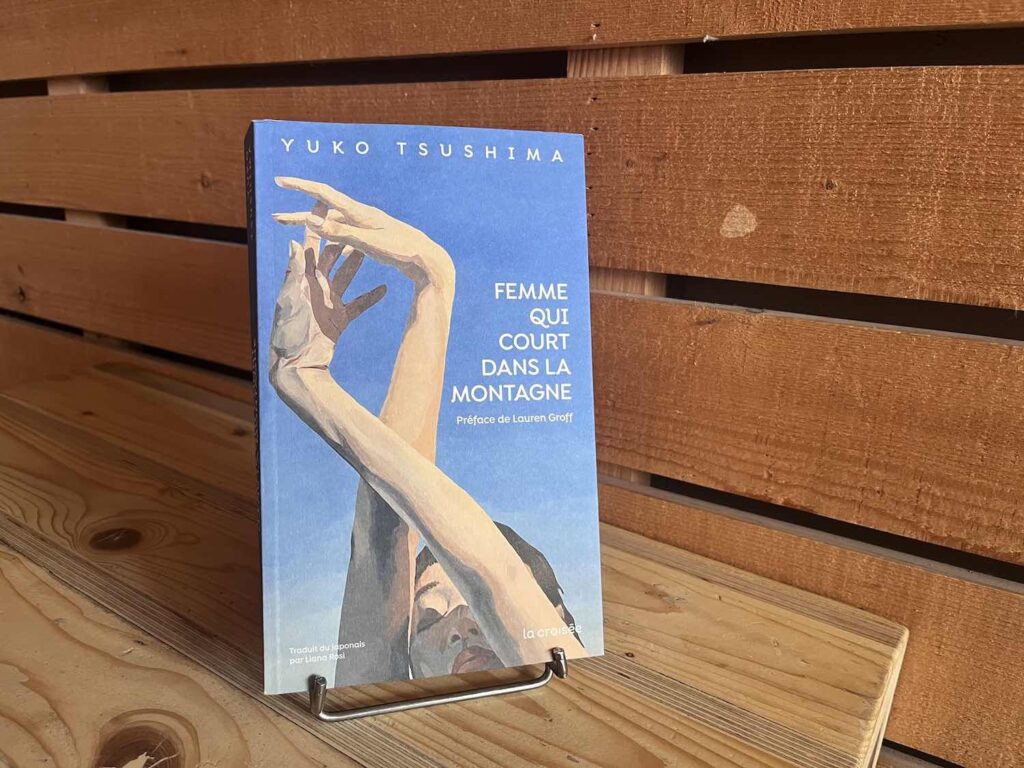 YUKO TSUSHIMA
FEMME
QUI
COURT
DANS LA
MONTAGNE
Préface de Lauren Groff
la croisée
Traduit du japonais
par Liana Rosi